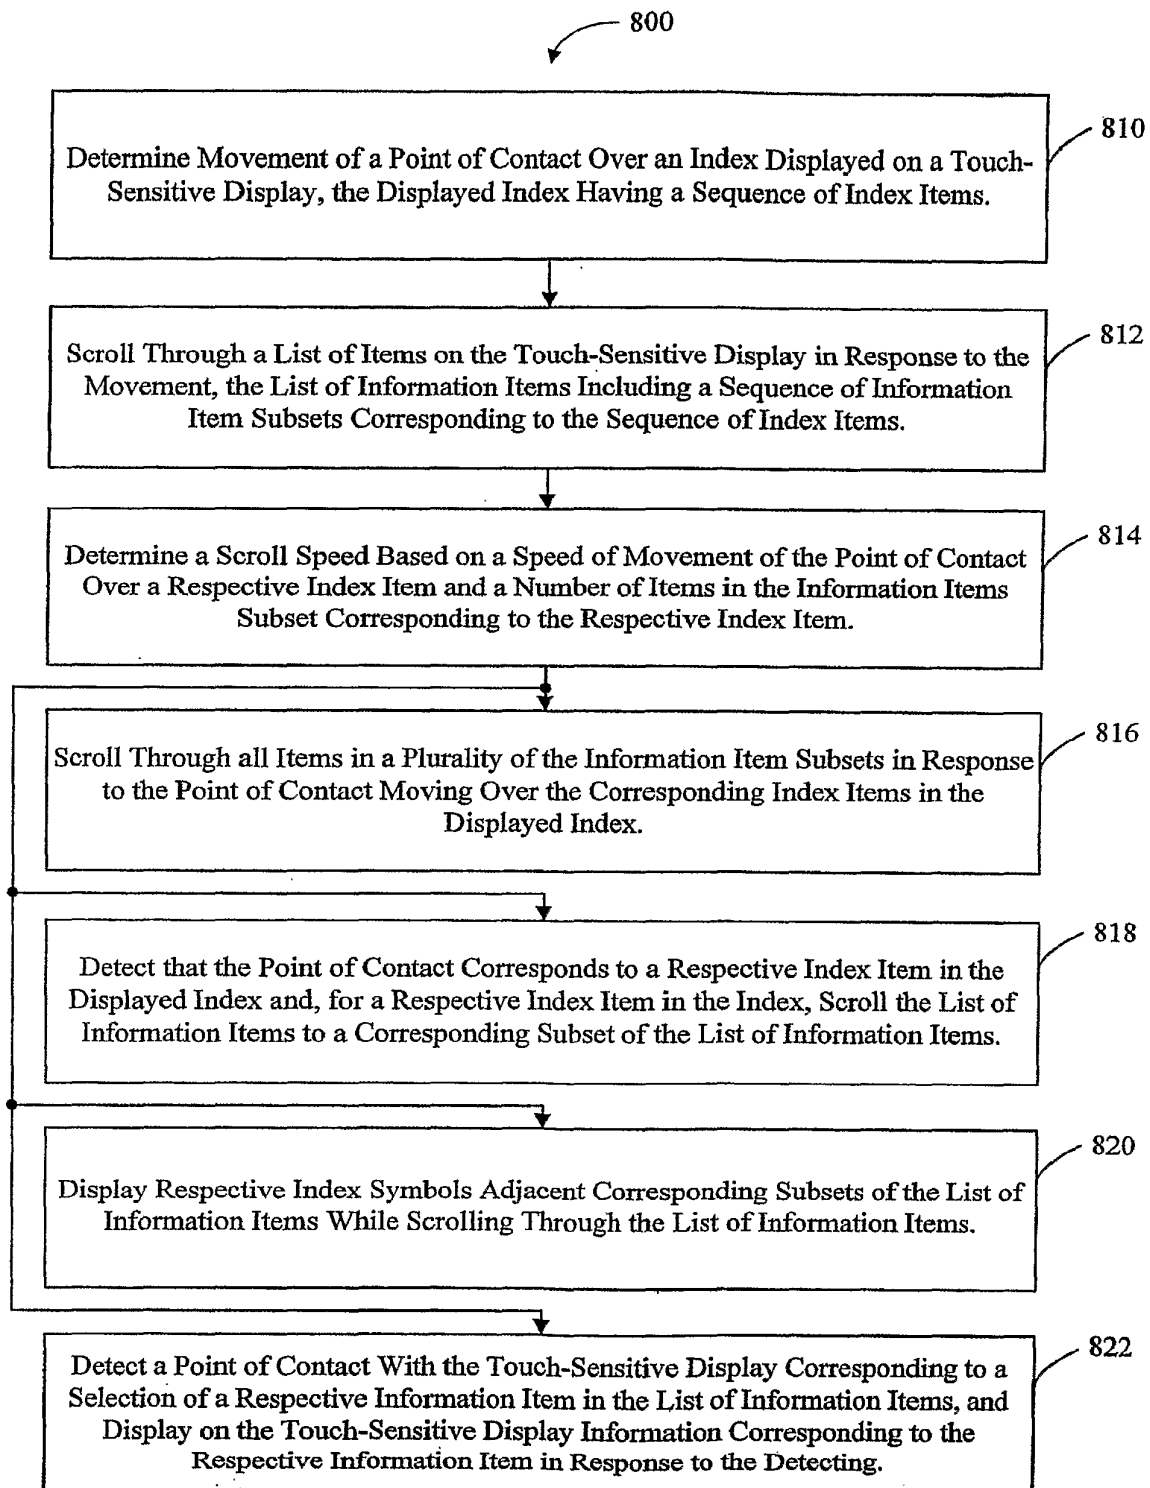 800
810
Determine Movement of a Point of Contact Over an Index Displayed on a Touch-
Sensitive Display, the Displayed Index Having a Sequence of Index Items.
812
Scroll Through a List of Items on the Touch-Sensitive Display in Response to the
Movement, the List of Information Items Including a Sequence of Information
Item Subsets Corresponding to the Sequence of Index Items.
814
Determine a Scroll Speed Based on a Speed of Movement of the Point of Contact
Over a Respective Index Item and a Number of Items in the Information Items
Subset Corresponding to the Respective Index Item.
816
Scroll Through all Items in a Plurality of the Information Item Subsets in Response
to the Point of Contact Moving Over the Corresponding Index Items in the
Displayed Index.
818
Detect that the Point of Contact Corresponds to a Respective Index Item in the
Displayed Index and, for a Respective Index Item in the Index, Scroll the List of
Information Items to a Corresponding Subset of the List of Information Items.
820
Display Respective Index Symbols Adjacent Corresponding Subsets of the List of
Information Items While Scrolling Through the List of Information Items.
822
Detect a Point of Contact With the Touch-Sensitive Display Corresponding to a
Selection of a Respective Information Item in the List of Information Items, and
Display on the Touch-Sensitive Display Information Corresponding to the
Respective Information Item in Response to the Detecting.